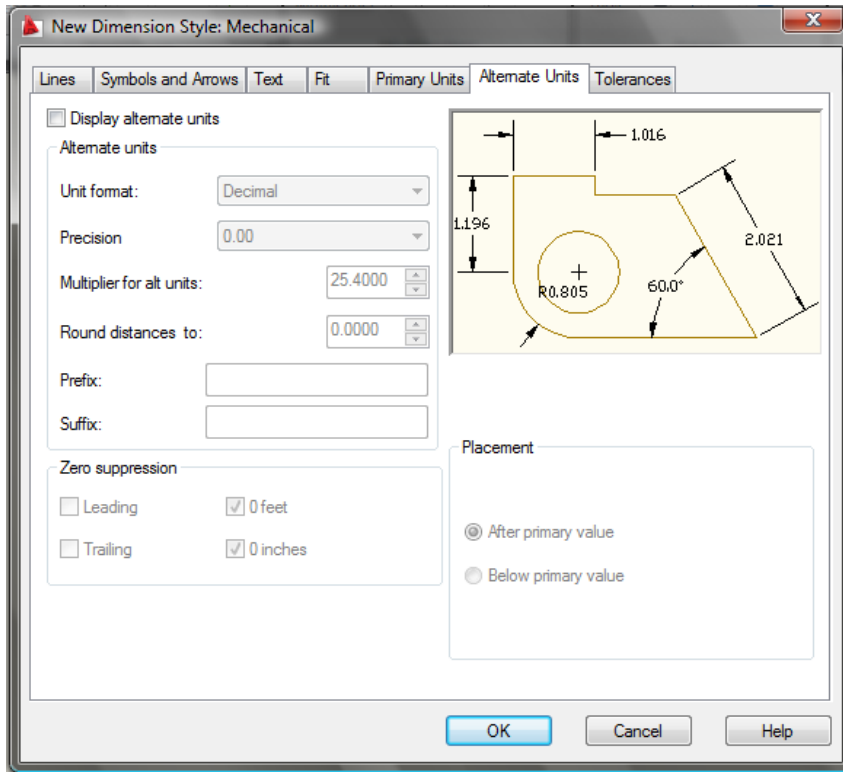 New Dimension Style: Mechanical
Lines Symbols and Arrows Text Fit Primary Units Alternate Units Tolerances
Display alternate units
Alternate units
Unit format: Decimal
Precision 0.00
Multiplier for alt units: 25.4000
Round distances to: 0.0000
Prefix:
Suffix:
Zero suppression
Leading 0 feet
Trailing 0 inches
1.016
1.196
2.021
R0.805
60.0°
Placement
After primary value
Below primary value
OK Cancel Help